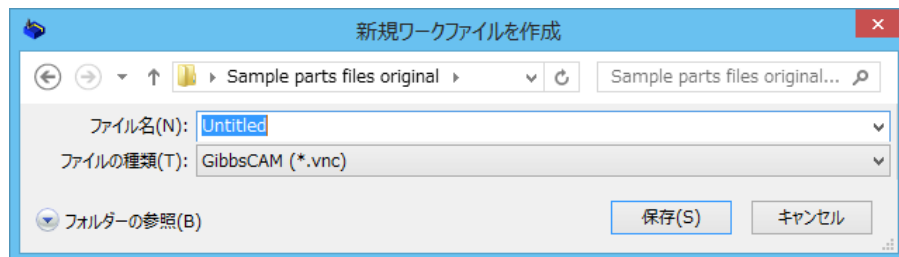 新規ワークファイルを作成
Sample parts files original
Sample parts files original...
ファイル名(N): Untitled
ファイルの種類(T): GibbsCAM (*.vnc)
フォルダーの参照(B)
保存(S)
キャンセル